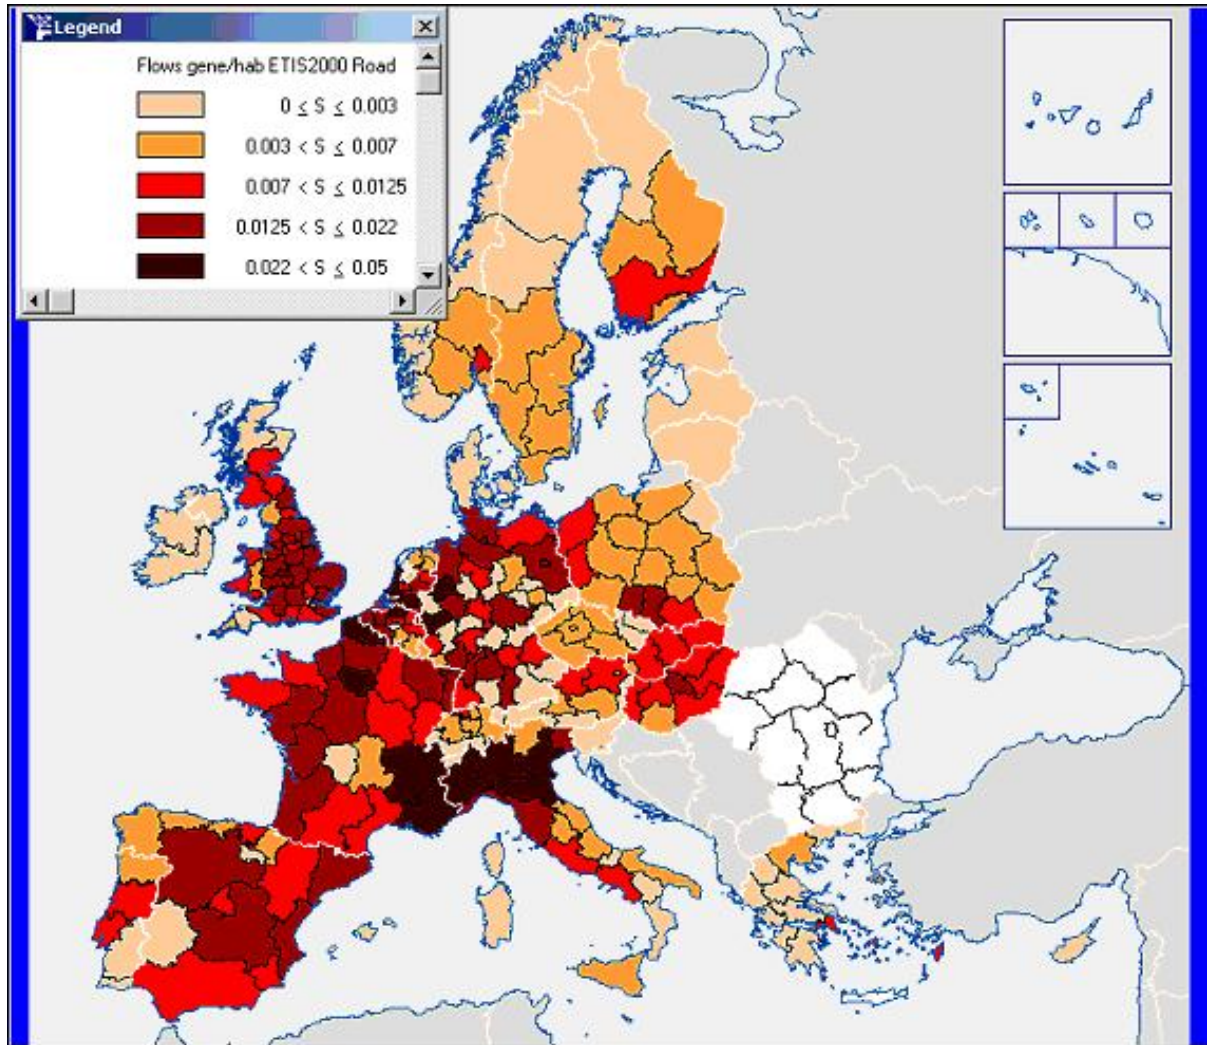 Legend
Flows gene/hab ETIS2000 Road
0 ≤ S ≤ 0.003
0.003 < S ≤ 0.007
0.007 < S ≤ 0.0125
0.0125 < S ≤ 0.022
0.022 < S ≤ 0.05